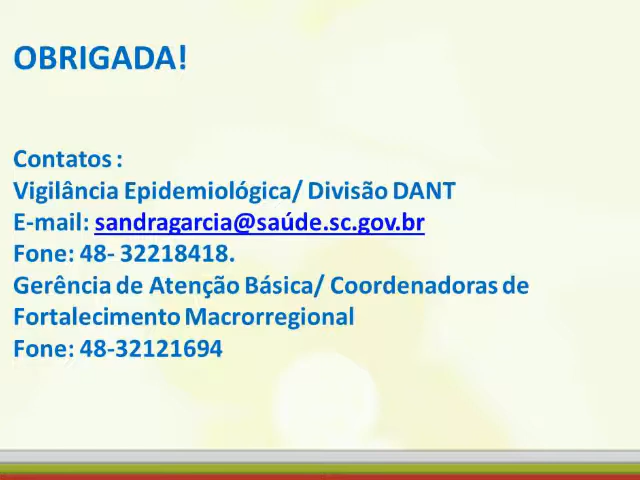 OBRIGADA!
Contatos :
Vigilância Epidemiológica/ Divisão DANT
E-mail: sandragarcia@saúde.sc.gov.br
Fone: 48- 32218418.
Gerência de Atenção Básica/ Coordenadoras de
Fortalecimento Macrorregional
Fone: 48-32121694